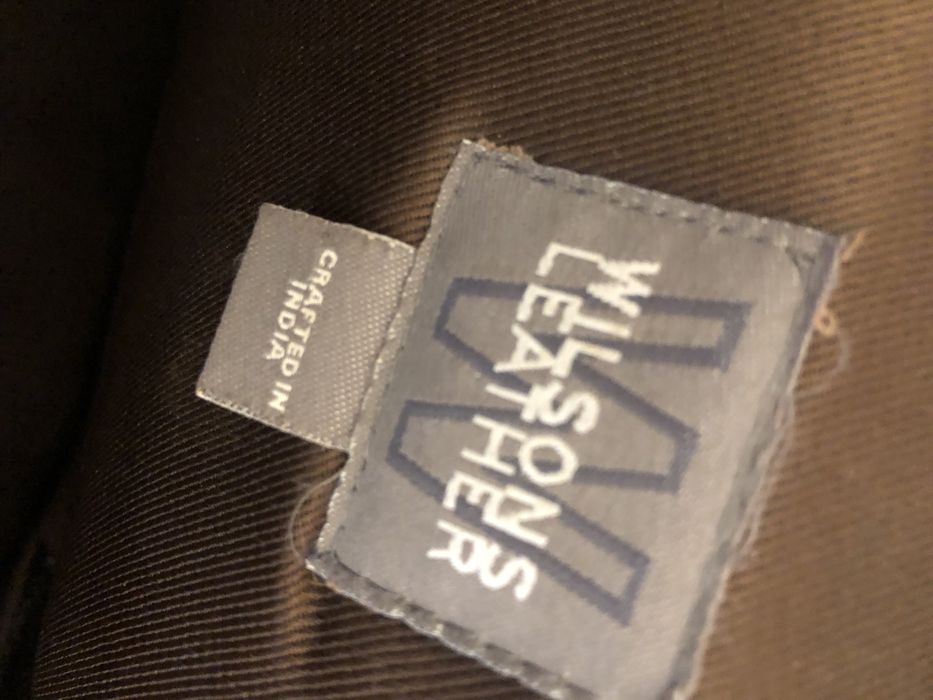 WILSONS
LEATHER
CRAFTED IN
INDIA